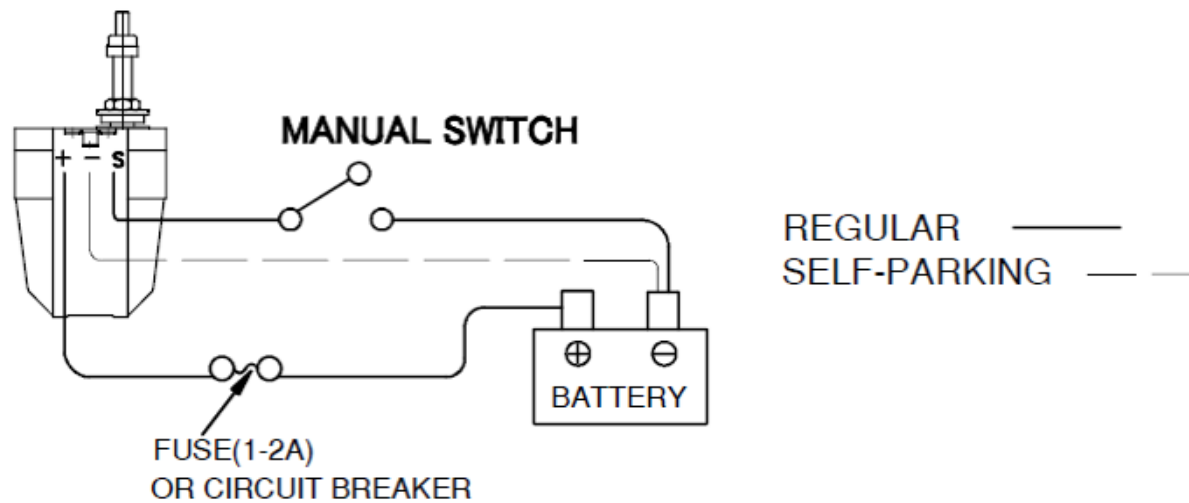 MANUAL SWITCH
+ − S
REGULAR
SELF-PARKING
⊕ ⊖
BATTERY
FUSE(1-2A)
OR CIRCUIT BREAKER